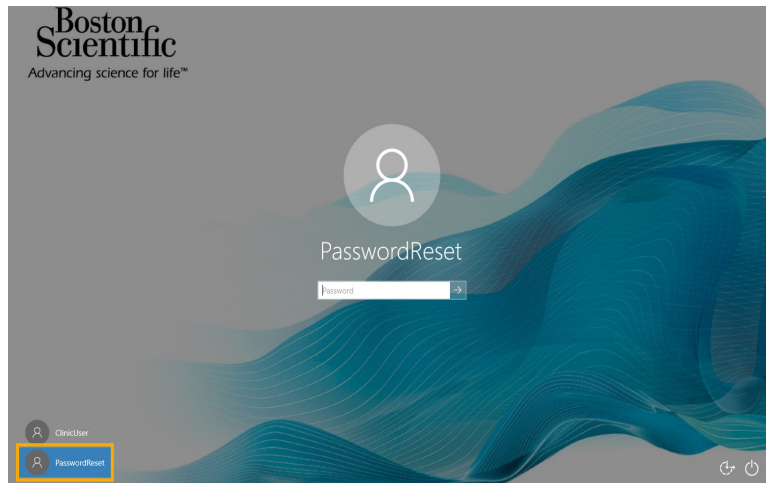 Boston
Scientific
Advancing science for life™
PasswordReset
Password
ClinicUser
PasswordReset